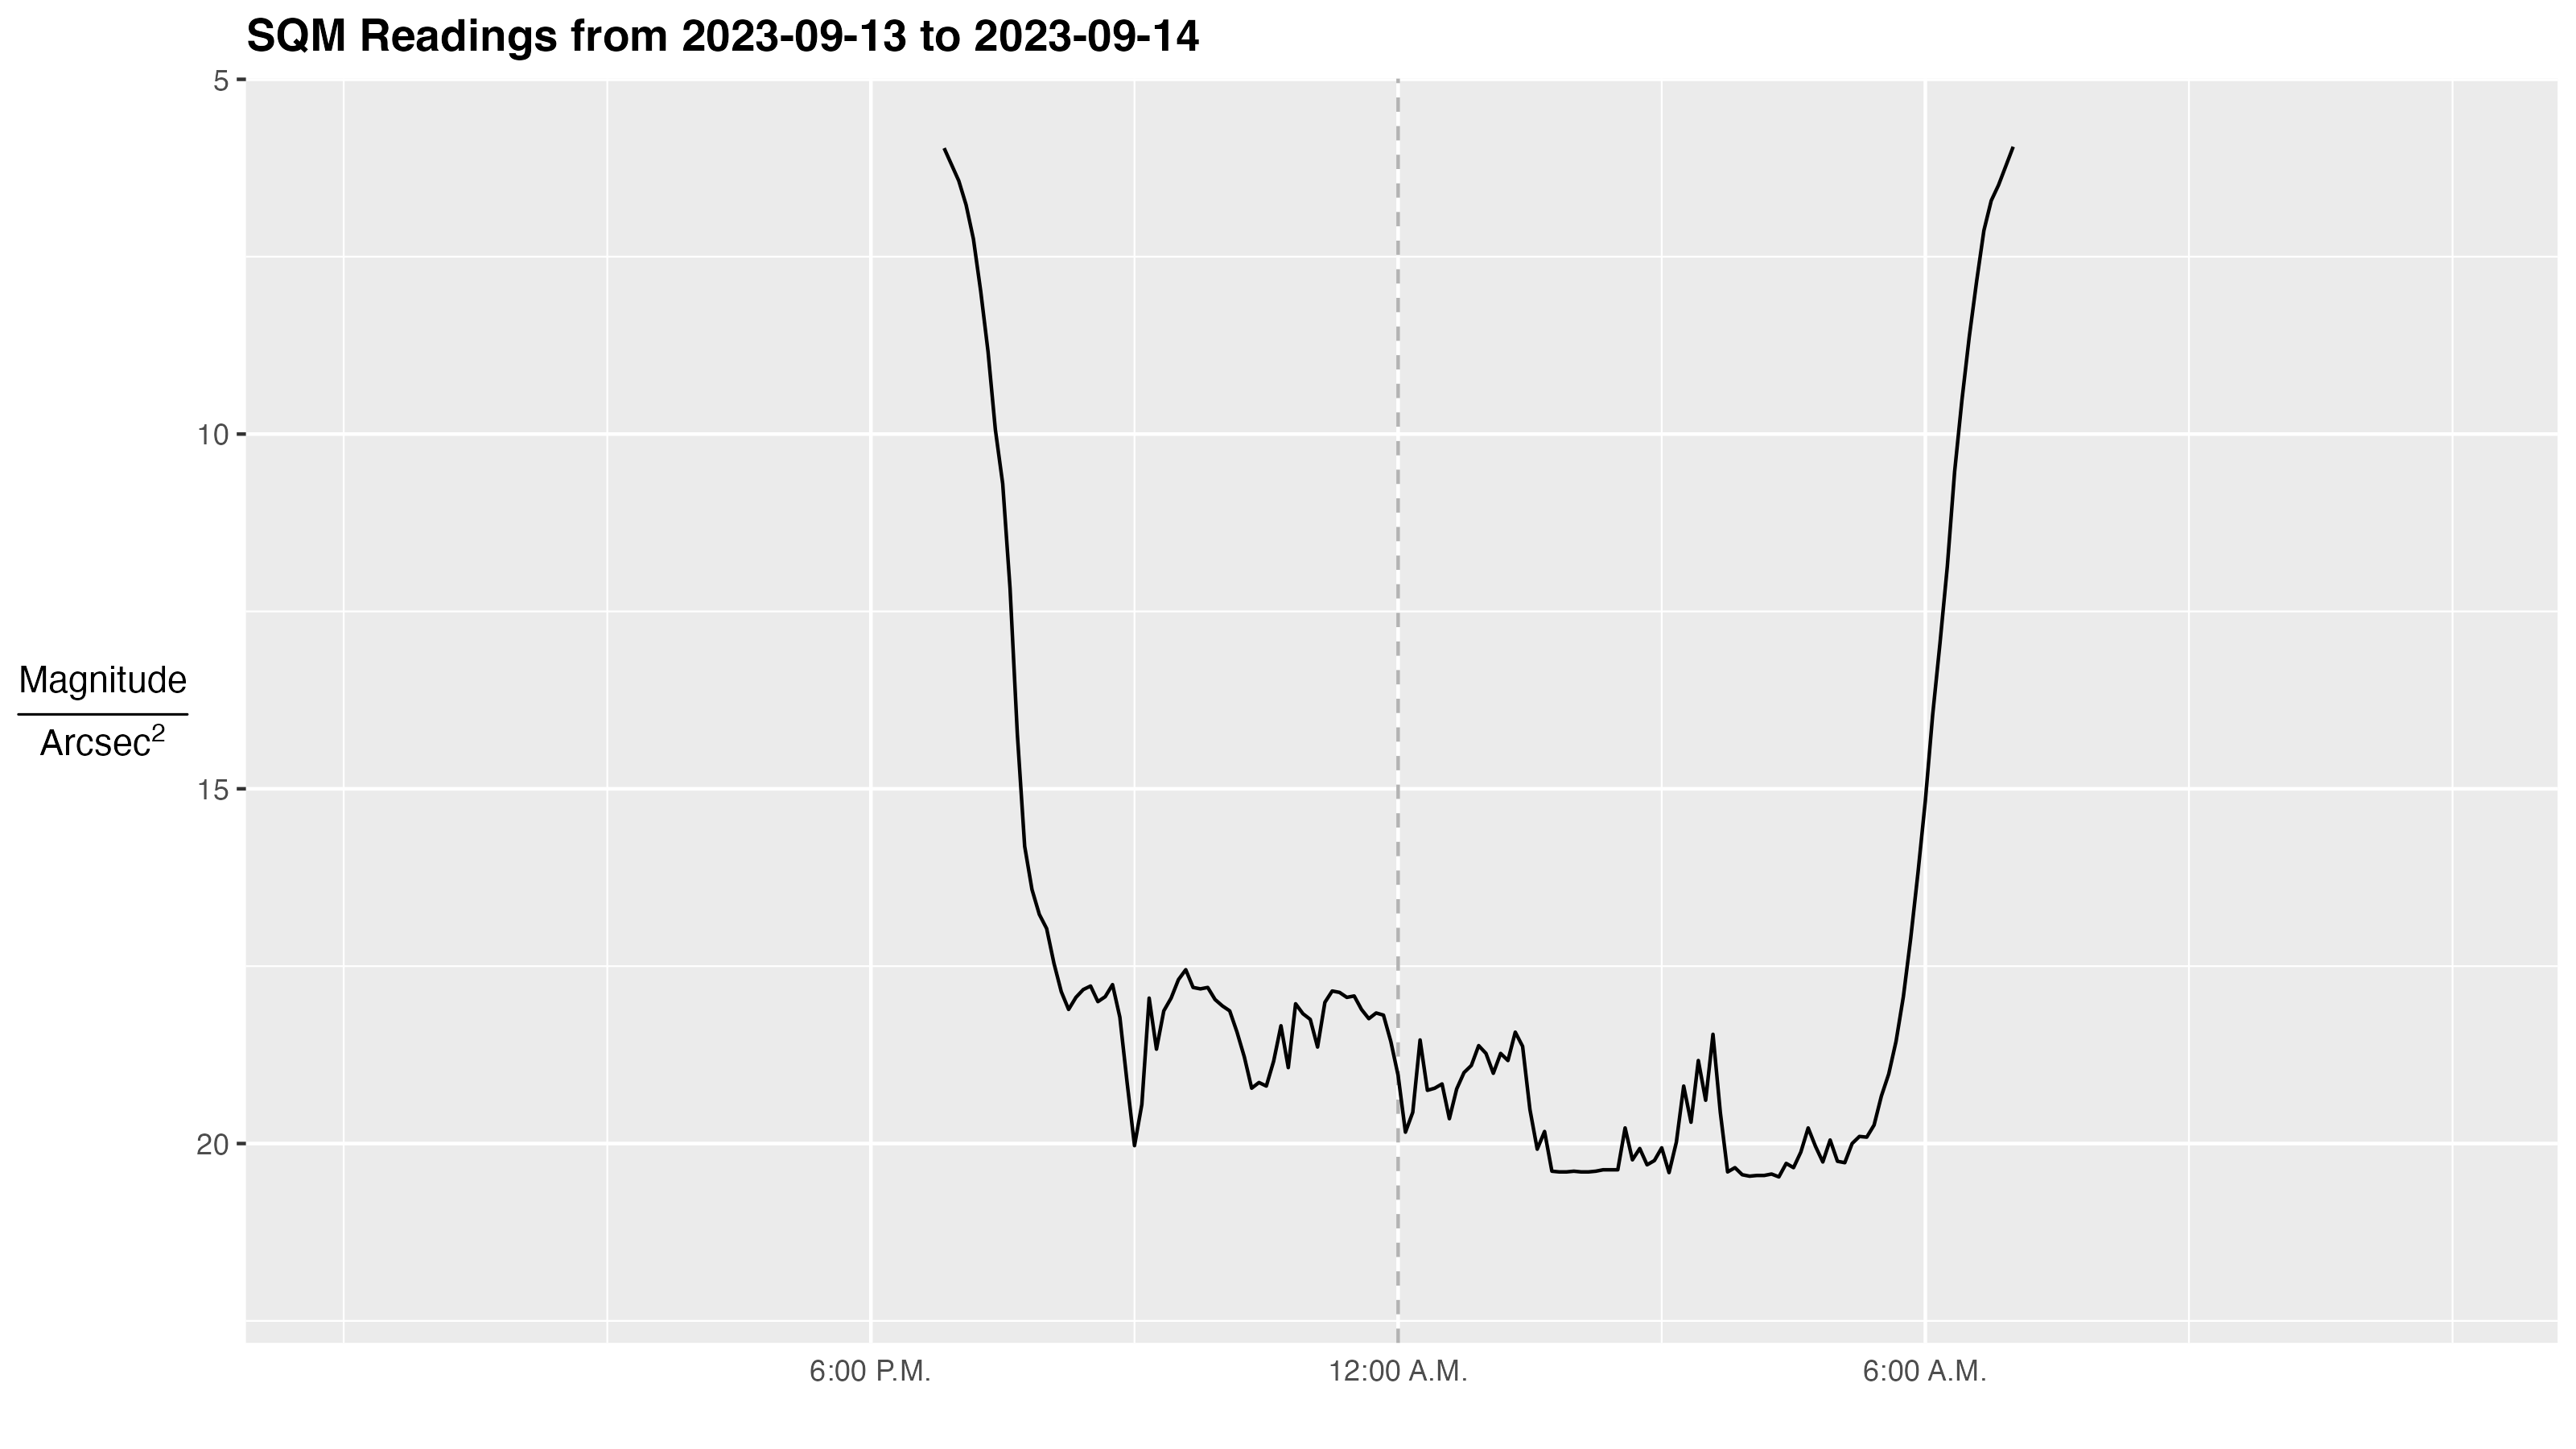 SQM Readings from 2023-09-13 to 2023-09-14
5
10
Magnitude
Arcsec²
15
20
6:00 P.M.
12:00 A.M.
6:00 A.M.